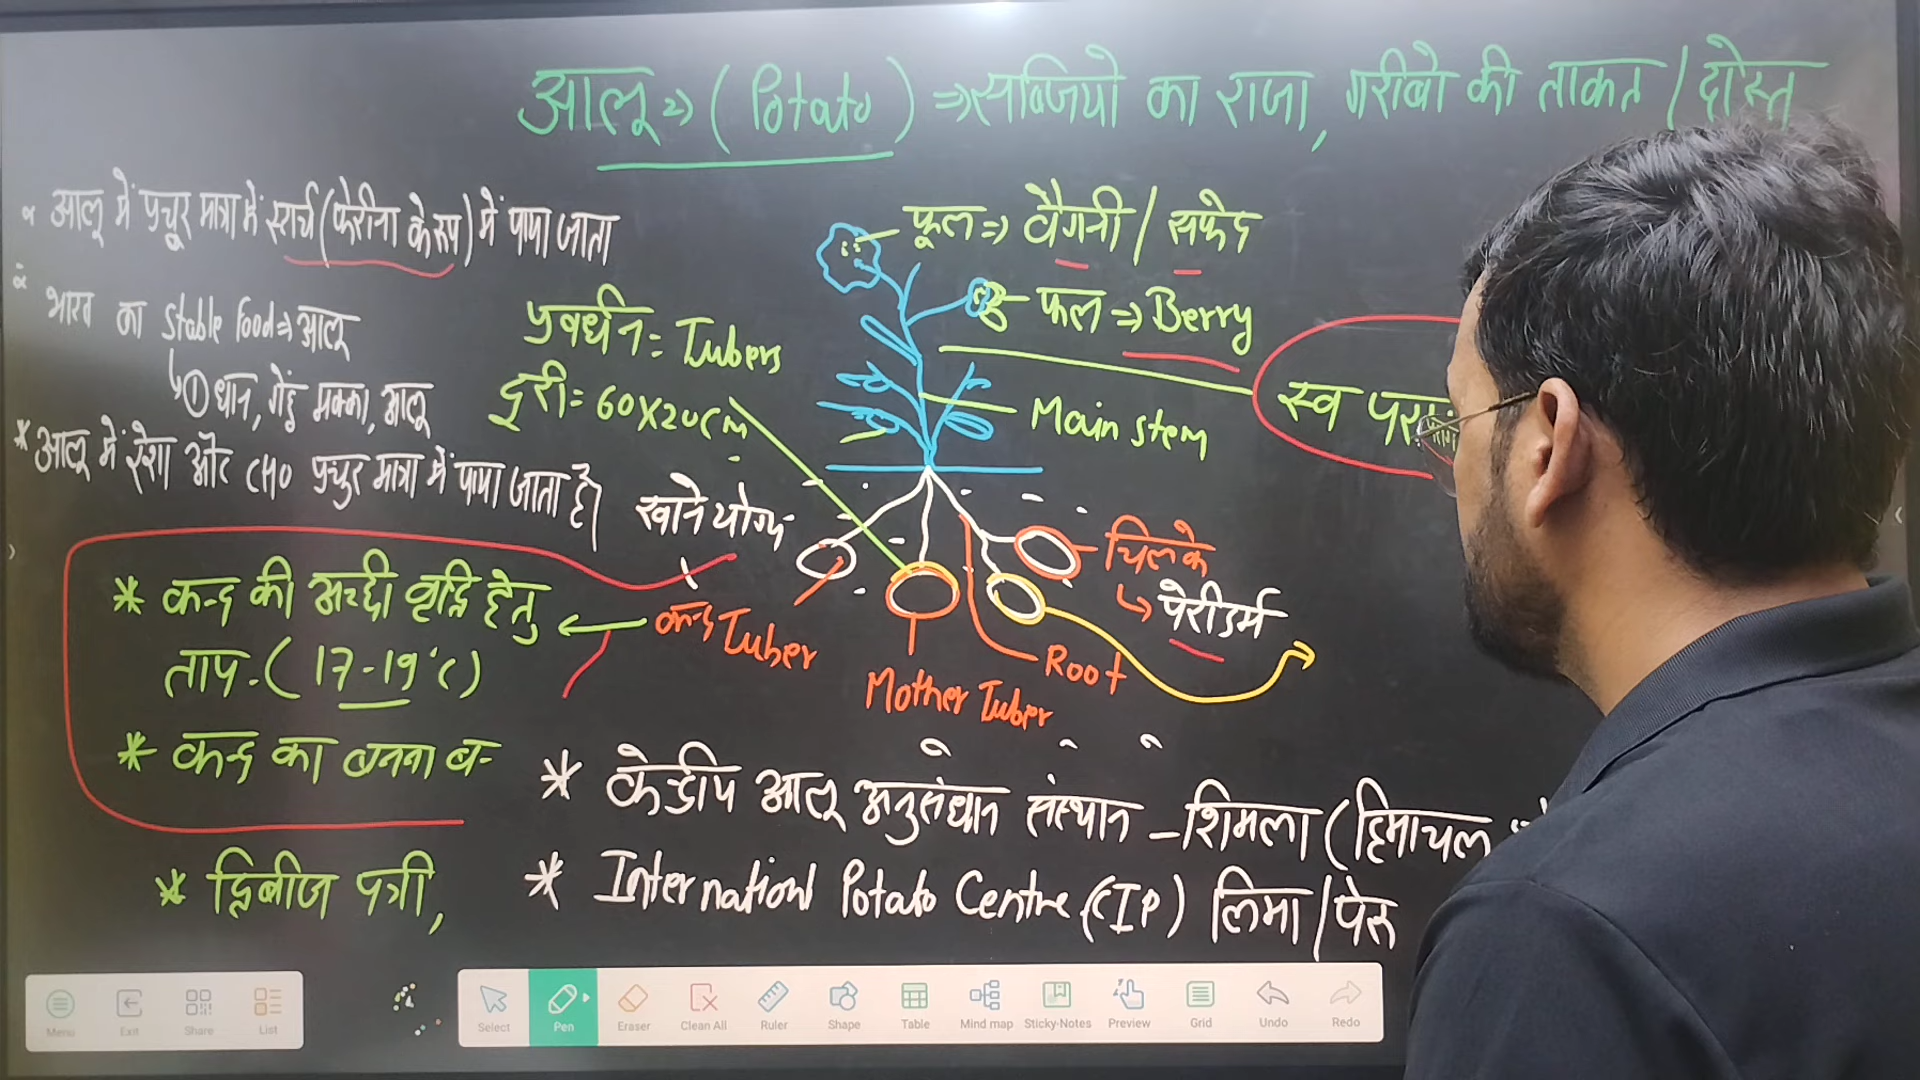 आलू ⇒ (Potato) ⇒ सब्जियो का राजा, गरीबो की ताकत / दोस्त
आलू में प्रचूर मात्रा में स्टार्च (फेरीना के रूप) में पाया जाता
का Stable Food ⇒ आलू
① धान, गेहूं मक्का, आलू
* आलू में रेशा और CHO प्रचुर मात्रा में पाया जाता है।
फूल ⇒ वैगनी / सफेद
फल ⇒ Berry
प्रवर्धन = Tubers
दुरी = 60X20cm
Main stem
स्व
खाने योग्य
चिलके
↳ पेरीडर्म
कन्द Tuber
Mother Tuber
Root
* कन्द की अच्छी वृद्धि हेतु
ताप. (17-19°c)
* कन्द का बनना
* द्विबीज पत्री,
* केन्द्रीय आलू अनुसंधान संस्थान - शिमला (हिमाचल
* Internationl Potato Centre (CIP) लिमा / पेरू
Menu Exit Share List
Select Pen Eraser Clean All Ruler Shape Table Mind map Sticky-Notes Preview Grid Undo Redo